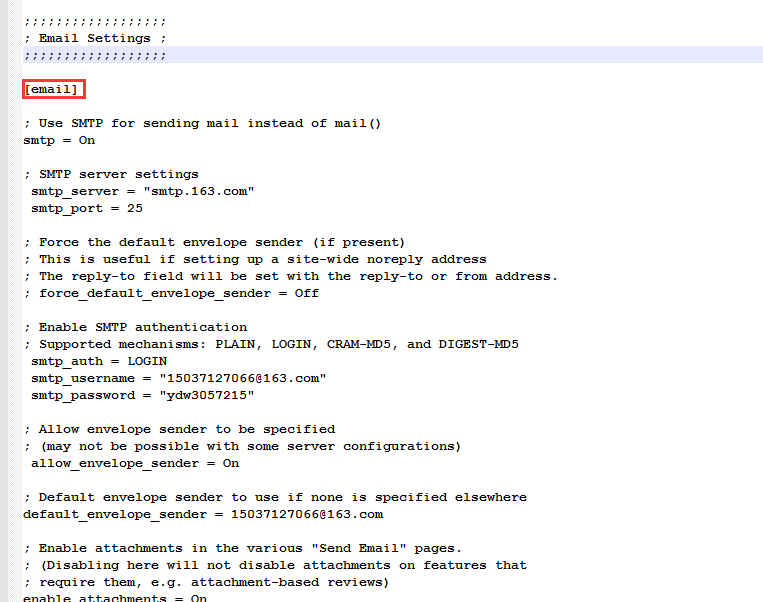 ;;;;;;;;;;;;;;;;;;
; Email Settings ;
;;;;;;;;;;;;;;;;;;
[email]
; Use SMTP for sending mail instead of mail()
smtp = On
; SMTP server settings
smtp_server = "smtp.163.com"
smtp_port = 25
; Force the default envelope sender (if present)
; This is useful if setting up a site-wide noreply address
; The reply-to field will be set with the reply-to or from address.
; force_default_envelope_sender = Off
; Enable SMTP authentication
; Supported mechanisms: PLAIN, LOGIN, CRAM-MD5, and DIGEST-MD5
smtp_auth = LOGIN
smtp_username = "15037127066@163.com"
smtp_password = "ydw3057215"
; Allow envelope sender to be specified
; (may not be possible with some server configurations)
allow_envelope_sender = On
; Default envelope sender to use if none is specified elsewhere
default_envelope_sender = 15037127066@163.com
; Enable attachments in the various "Send Email" pages.
; (Disabling here will not disable attachments on features that
; require them, e.g. attachment-based reviews)
enable_attachments = On